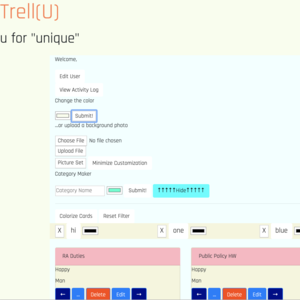 Trell(U)
u for "unique"
Welcome,
Edit User
View Activity Log
Change the color
Submit!
...or upload a background photo
Choose File No file chosen
Upload File
Picture Set Minimize Customization
Category Maker
Category Name Submit! ↑↑↑↑↑Hide↑↑↑↑↑
Colorize Cards Reset Filter
X hi X one X blue
RA Duties Public Policy HW
Happy Happy
Mon Mon
← .. Delete Edit → ← .. Delete Edit →